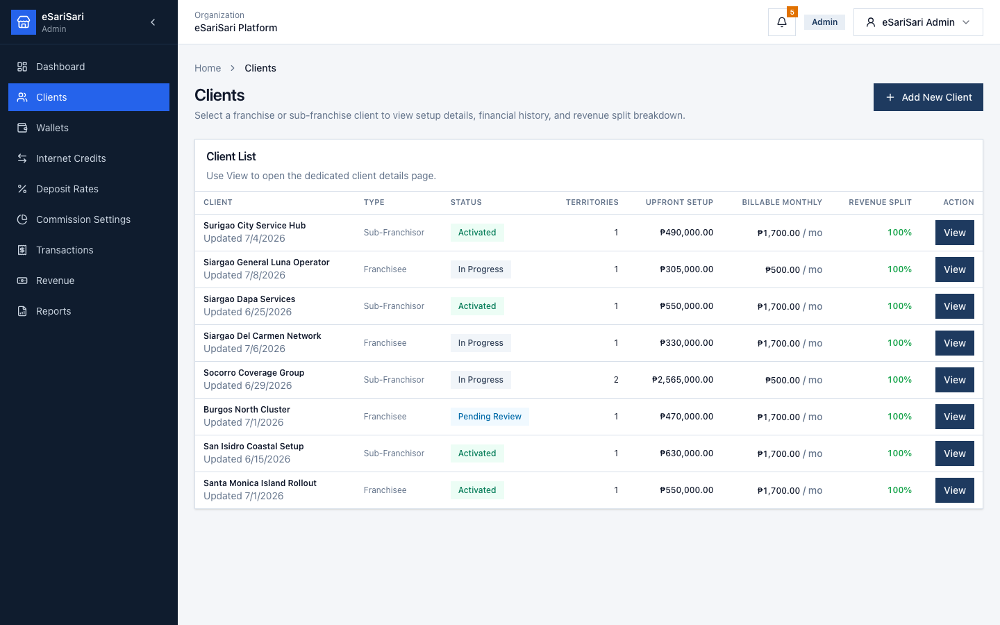 eSariSari
Admin
Dashboard
Clients
Wallets
Internet Credits
Deposit Rates
Commission Settings
Transactions
Revenue
Reports
Organization
eSariSari Platform
5
Admin
eSariSari Admin
Home > Clients
Clients
Select a franchise or sub-franchise client to view setup details, financial history, and revenue split breakdown.
+ Add New Client
Client List
Use View to open the dedicated client details page.
CLIENT TYPE STATUS TERRITORIES UPFRONT SETUP BILLABLE MONTHLY REVENUE SPLIT ACTION
Surigao City Service Hub
Updated 7/4/2026
Sub-Franchisor Activated 1 ₱490,000.00 ₱1,700.00 / mo 100% View
Siargao General Luna Operator
Updated 7/8/2026
Franchisee In Progress 1 ₱305,000.00 ₱500.00 / mo 100% View
Siargao Dapa Services
Updated 6/25/2026
Sub-Franchisor Activated 1 ₱550,000.00 ₱1,700.00 / mo 100% View
Siargao Del Carmen Network
Updated 7/6/2026
Franchisee In Progress 1 ₱330,000.00 ₱1,700.00 / mo 100% View
Socorro Coverage Group
Updated 6/29/2026
Sub-Franchisor In Progress 2 ₱2,565,000.00 ₱500.00 / mo 100% View
Burgos North Cluster
Updated 7/1/2026
Franchisee Pending Review 1 ₱470,000.00 ₱1,700.00 / mo 100% View
San Isidro Coastal Setup
Updated 6/15/2026
Sub-Franchisor Activated 1 ₱630,000.00 ₱1,700.00 / mo 100% View
Santa Monica Island Rollout
Updated 7/1/2026
Franchisee Activated 1 ₱550,000.00 ₱1,700.00 / mo 100% View